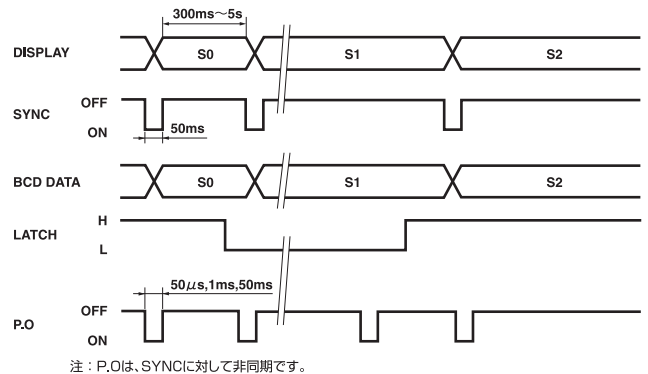 300ms～5s
DISPLAY S0 S1 S2
SYNC OFF ON 50ms
BCD DATA S0 S1 S2
LATCH H L
50μs,1ms,50ms
P.O OFF ON
注：P.Oは、SYNCに対して非同期です。